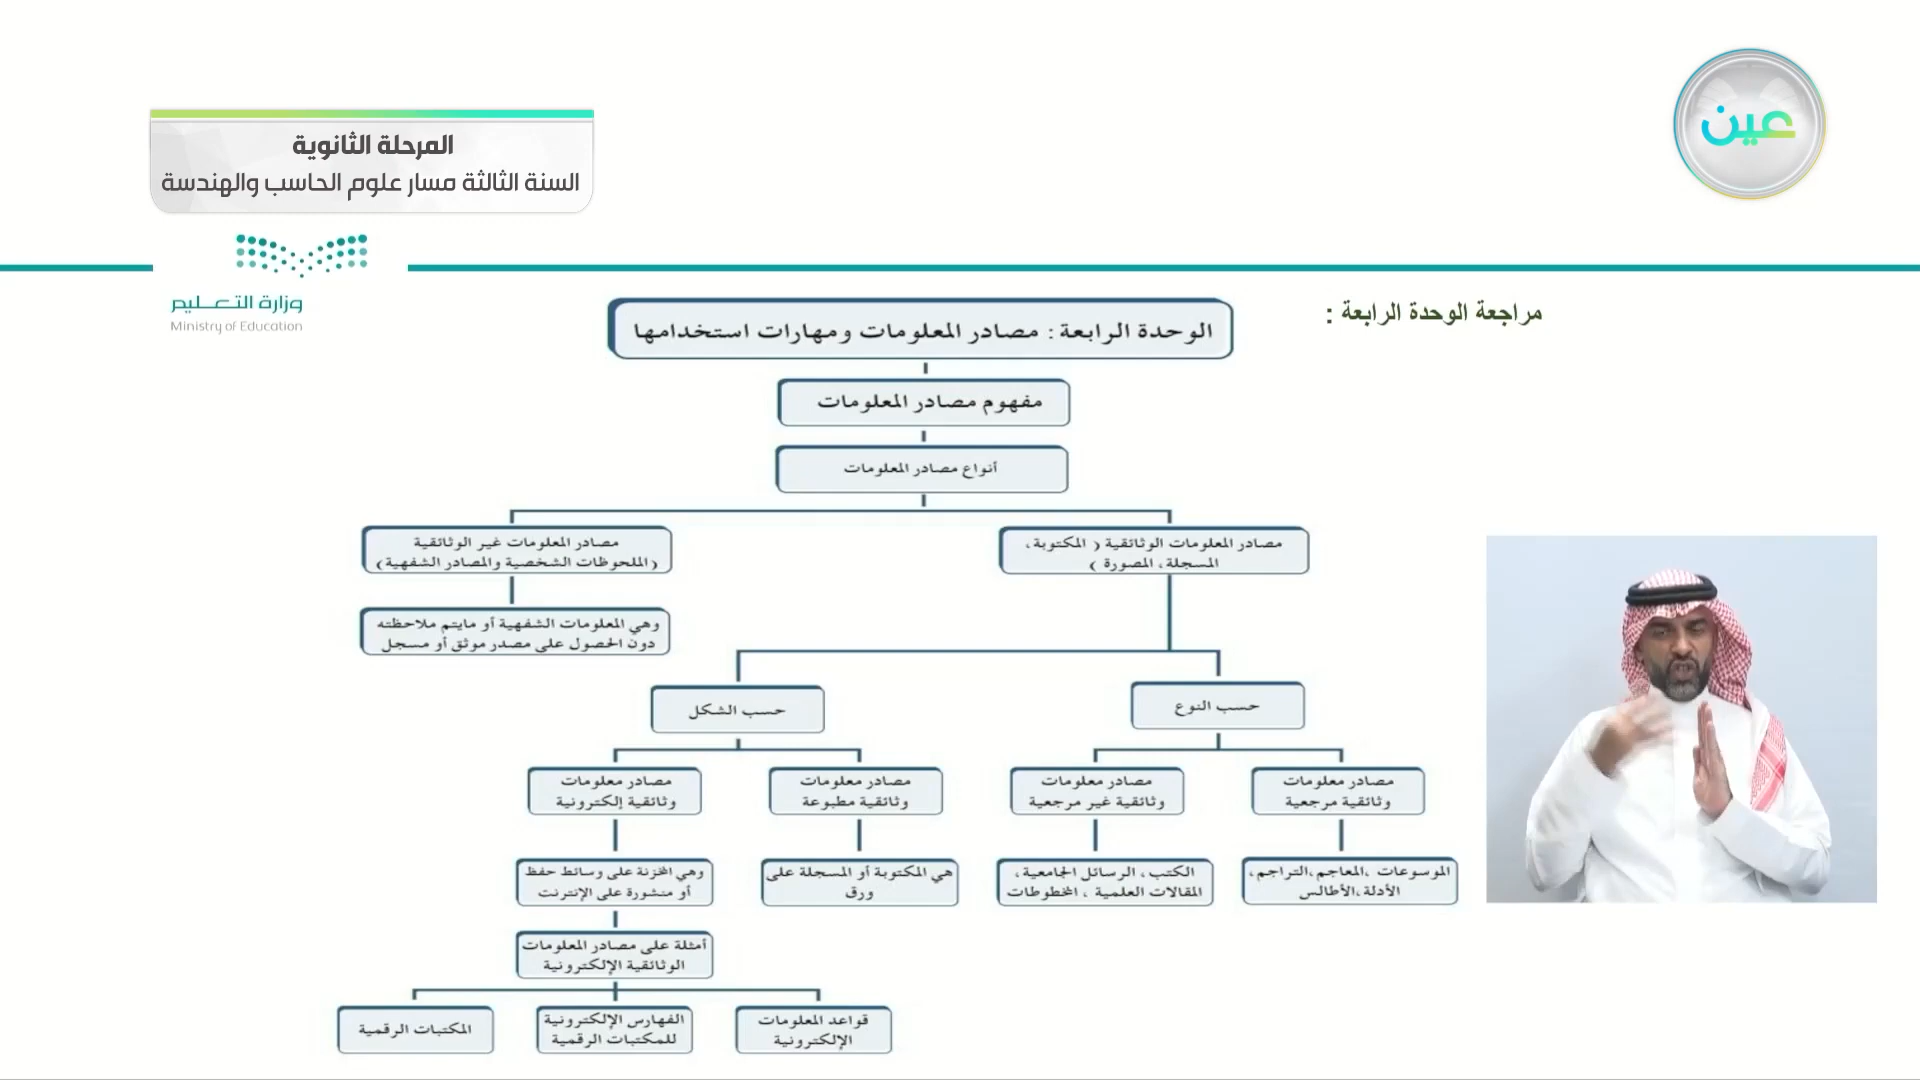 عين
المرحلة الثانوية
السنة الثالثة مسار علوم الحاسب والهندسة
وزارة التعليم
Ministry of Education
مراجعة الوحدة الرابعة :
الوحدة الرابعة : مصادر المعلومات ومهارات استخدامها
مفهوم مصادر المعلومات
أنواع مصادر المعلومات
مصادر المعلومات الوثائقية ( المكتوبة،
المسجلة، المصورة )
مصادر المعلومات غير الوثائقية
(الملحوظات الشخصية والمصادر الشفهية)
وهي المعلومات الشفهية أو مايتم ملاحظته
دون الحصول على مصدر موثق أو مسجل
حسب النوع
حسب الشكل
مصادر معلومات
وثائقية مرجعية
مصادر معلومات
وثائقية غير مرجعية
مصادر معلومات
وثائقية مطبوعة
مصادر معلومات
وثائقية إلكترونية
الموسوعات ،المعاجم،التراجم،
الأدلة،الأطالس
الكتب، الرسائل الجامعية،
المقالات العلمية ، المخطوطات
هي المكتوبة أو المسجلة على
ورق
وهي المخزنة على وسائط حفظ
أو منشورة على الإنترنت
أمثلة على مصادر المعلومات
الوثائقية الإلكترونية
قواعد المعلومات
الإلكترونية
الفهارس الإلكترونية
للمكتبات الرقمية
المكتبات الرقمية